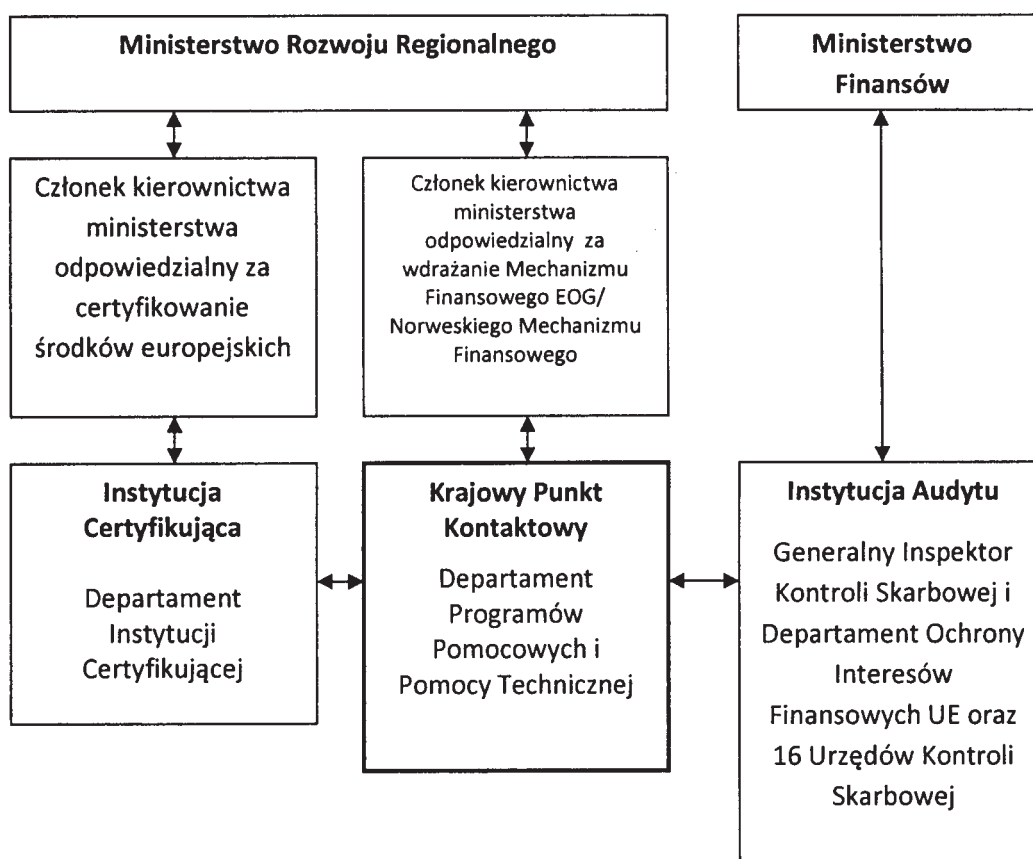 Ministerstwo Rozwoju Regionalnego
Ministerstwo
Finansów
Członek kierownictwa
ministerstwa
odpowiedzialny za
certyfikowanie
środków europejskich
Członek kierownictwa
ministerstwa
odpowiedzialny za
wdrażanie Mechanizmu
Finansowego EOG/
Norweskiego Mechanizmu
Finansowego
Instytucja
Certyfikująca
Departament
Instytucji
Certyfikującej
Krajowy Punkt
Kontaktowy
Departament
Programów
Pomocowych i
Pomocy Technicznej
Instytucja Audytu
Generalny Inspektor
Kontroli Skarbowej i
Departament Ochrony
Interesów
Finansowych UE oraz
16 Urzędów Kontroli
Skarbowej